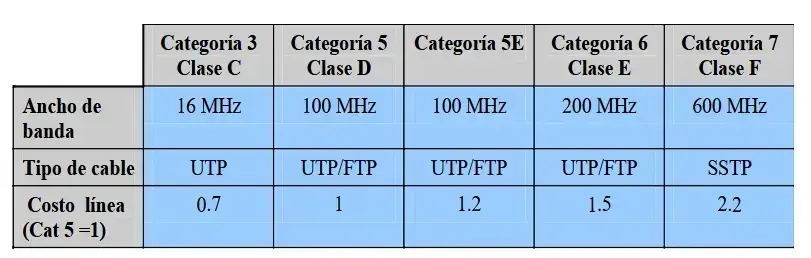 Categoría 3 Categoría 5 Categoría 5E Categoría 6 Categoría 7
Clase C Clase D Clase E Clase F
Ancho de banda 16 MHz 100 MHz 100 MHz 200 MHz 600 MHz
Tipo de cable UTP UTP/FTP UTP/FTP UTP/FTP SSTP
Costo línea 0.7 1 1.2 1.5 2.2
(Cat 5 =1)